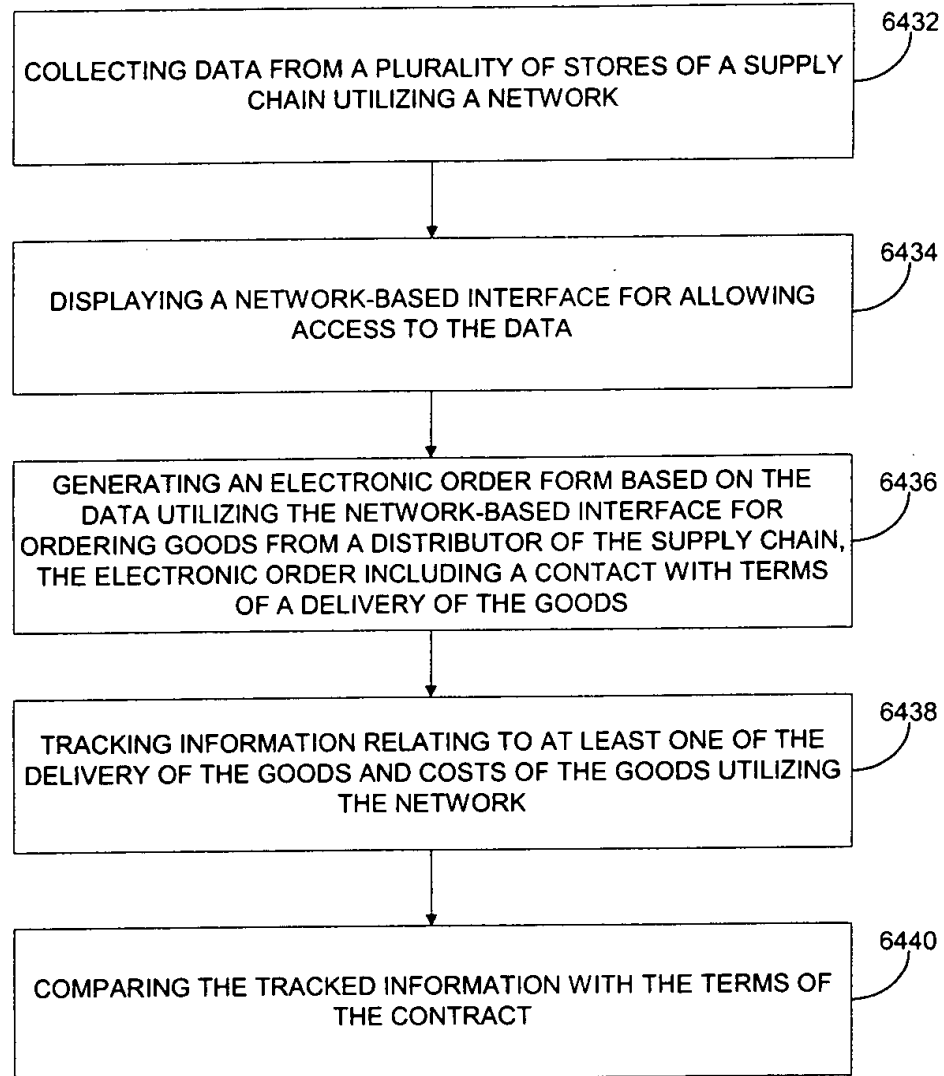 6432
COLLECTING DATA FROM A PLURALITY OF STORES OF A SUPPLY
CHAIN UTILIZING A NETWORK
6434
DISPLAYING A NETWORK-BASED INTERFACE FOR ALLOWING
ACCESS TO THE DATA
6436
GENERATING AN ELECTRONIC ORDER FORM BASED ON THE
DATA UTILIZING THE NETWORK-BASED INTERFACE FOR
ORDERING GOODS FROM A DISTRIBUTOR OF THE SUPPLY CHAIN,
THE ELECTRONIC ORDER INCLUDING A CONTACT WITH TERMS
OF A DELIVERY OF THE GOODS
6438
TRACKING INFORMATION RELATING TO AT LEAST ONE OF THE
DELIVERY OF THE GOODS AND COSTS OF THE GOODS UTILIZING
THE NETWORK
6440
COMPARING THE TRACKED INFORMATION WITH THE TERMS OF
THE CONTRACT